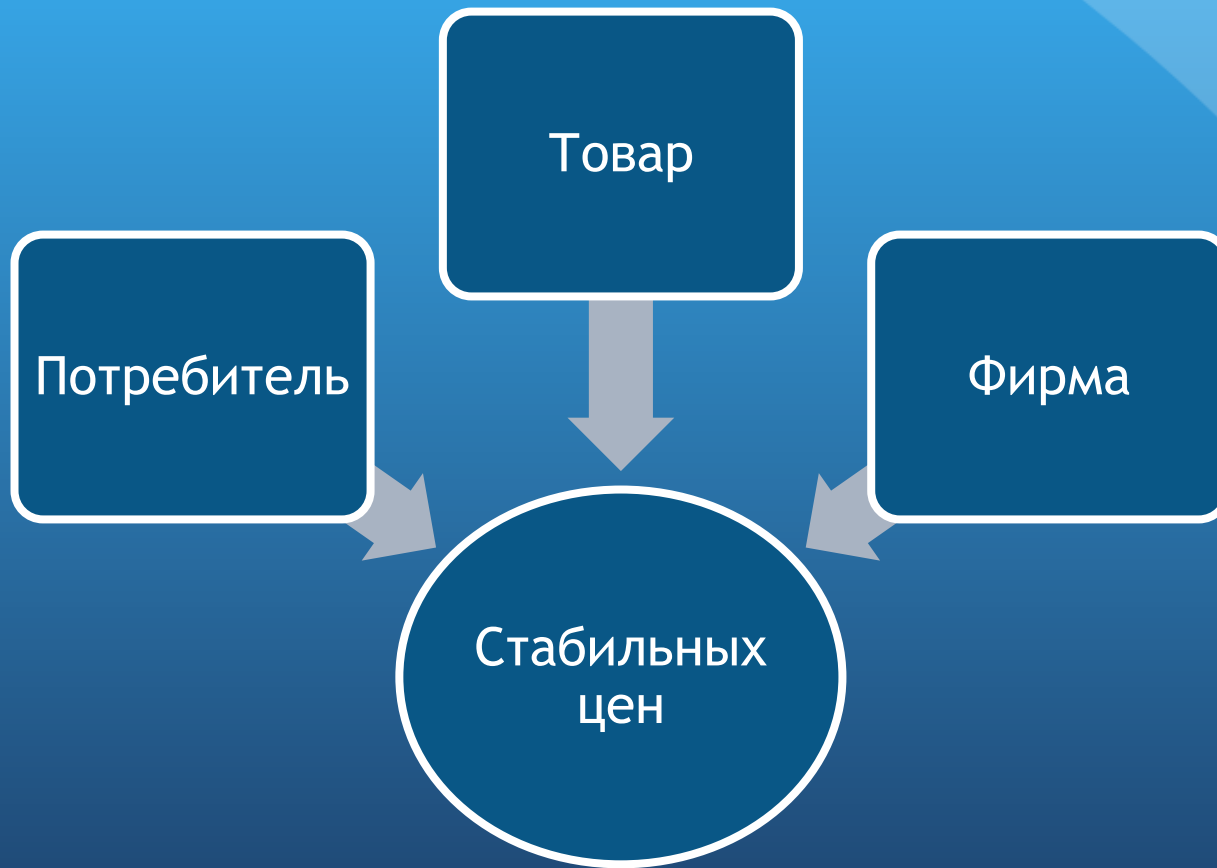 Товар
Потребитель
Фирма
Стабильных
цен